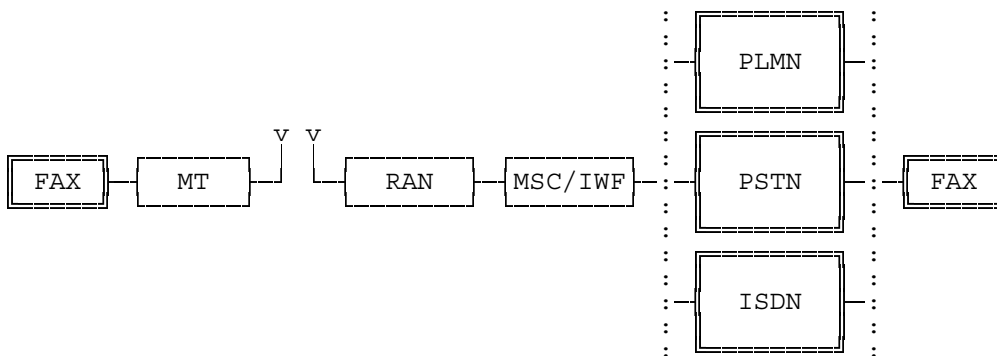 PLMN
v v
FAX MT RAN MSC/IWF PSTN FAX
ISDN